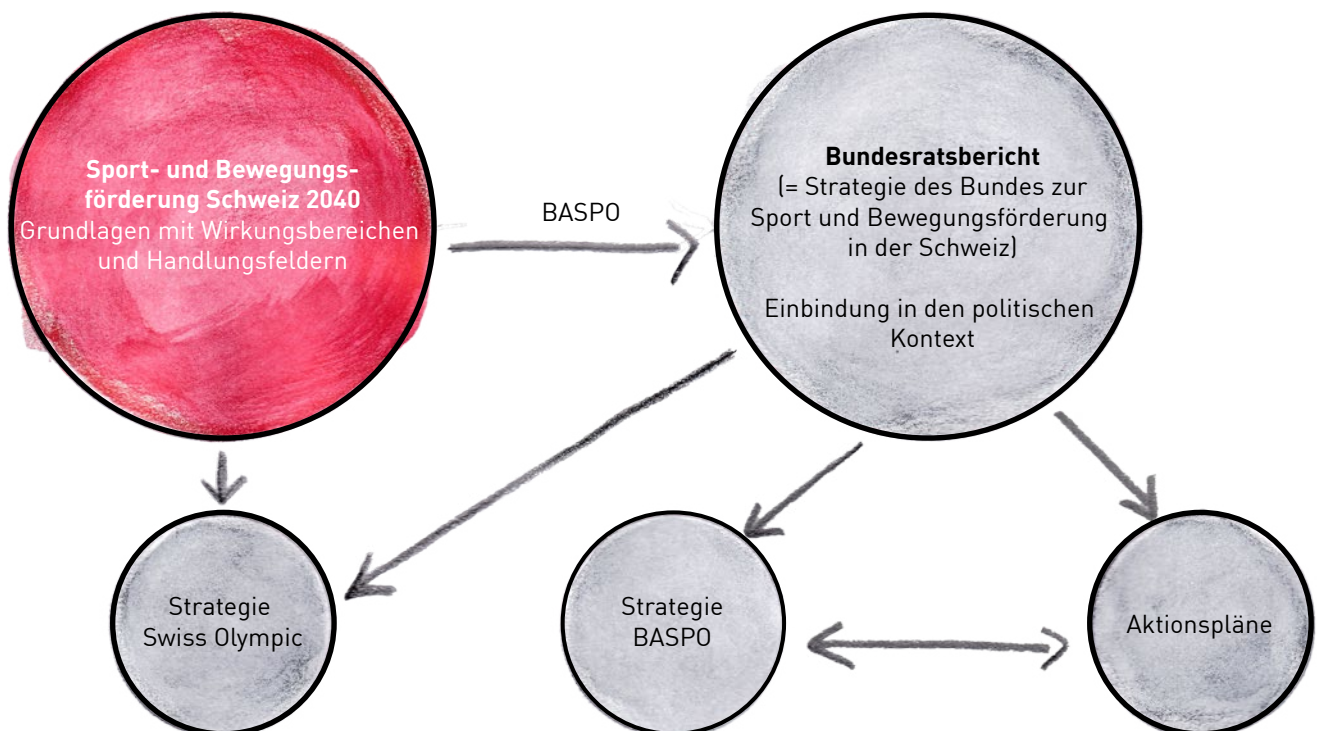 Sport- und Bewegungs-
förderung Schweiz 2040
Grundlagen mit Wirkungsbereichen
und Handlungsfeldern
BASPO
Bundesratsbericht
(= Strategie des Bundes zur
Sport und Bewegungsförderung
in der Schweiz)
Einbindung in den politischen
Kontext
Strategie
Swiss Olympic
Strategie
BASPO
Aktionspläne